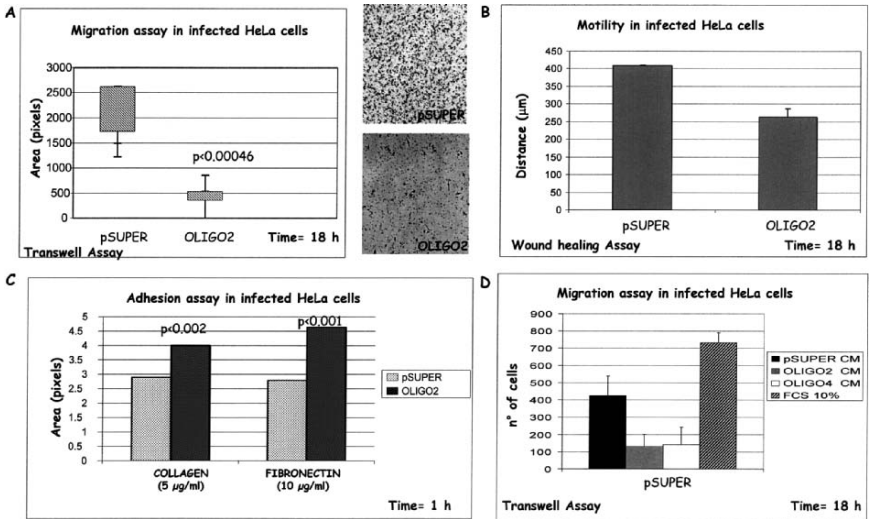 A
Migration assay in infected HeLa cells
Area (pixels)
3000
2500
2000
1500
1000
500
0
p<0.00046
pSUPER
OLIGO2
Time= 18 h
Transwell Assay
pSUPER
OLIGO2
B
Motility in infected HeLa cells
Distance (μm)
450
400
350
300
250
200
150
100
50
0
pSUPER
OLIGO2
Wound healing Assay
Time= 18 h
C
Adhesion assay in infected HeLa cells
Area (pixels)
5
4.5
4
3.5
3
2.5
2
1.5
1
0.5
0
p<0.002
p<0.001
pSUPER
OLIGO2
COLLAGEN
(5 μg/ml)
FIBRONECTIN
(10 μg/ml)
Time= 1 h
D
Migration assay in infected HeLa cells
n° of cells
900
800
700
600
500
400
300
200
100
0
pSUPER CM
OLIGO2 CM
OLIGO4 CM
FCS 10%
pSUPER
Transwell Assay
Time= 18 h